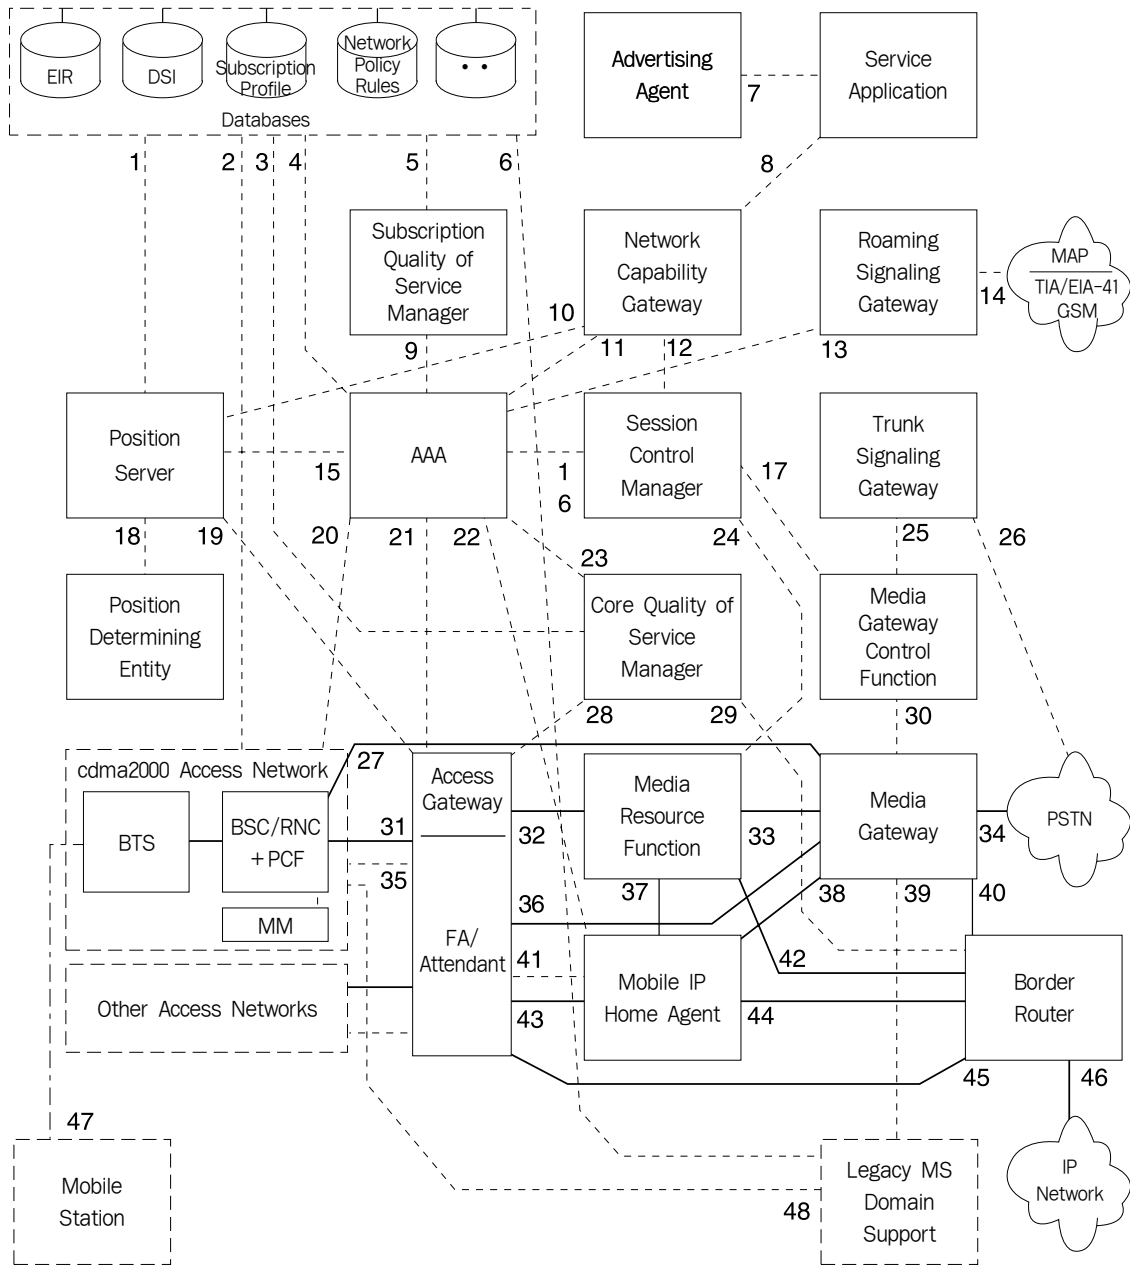 EIR
DSI
Subscription
Profile
Network
Policy
Rules
Databases
Advertising
Agent
7
Service
Application
1
2
3
4
5
6
8
Subscription
Quality of
Service
Manager
Network
Capability
Gateway
Roaming
Signaling
Gateway
MAP
TIA/EIA-41
GSM
14
10
9
11
12
13
Position
Server
15
AAA
1
6
Session
Control
Manager
17
Trunk
Signaling
Gateway
18
19
20
21
22
23
24
25
26
Position
Determining
Entity
Core Quality of
Service
Manager
Media
Gateway
Control
Function
28
29
30
cdma2000 Access Network
27
BTS
BSC/RNC
+PCF
MM
31
35
Access
Gateway
FA/
Attendant
32
Media
Resource
Function
33
Media
Gateway
34
PSTN
36
37
38
39
40
Other Access Networks
41
43
Mobile IP
Home Agent
42
44
Border
Router
45
46
47
Mobile
Station
48
Legacy MS
Domain
Support
IP
Network